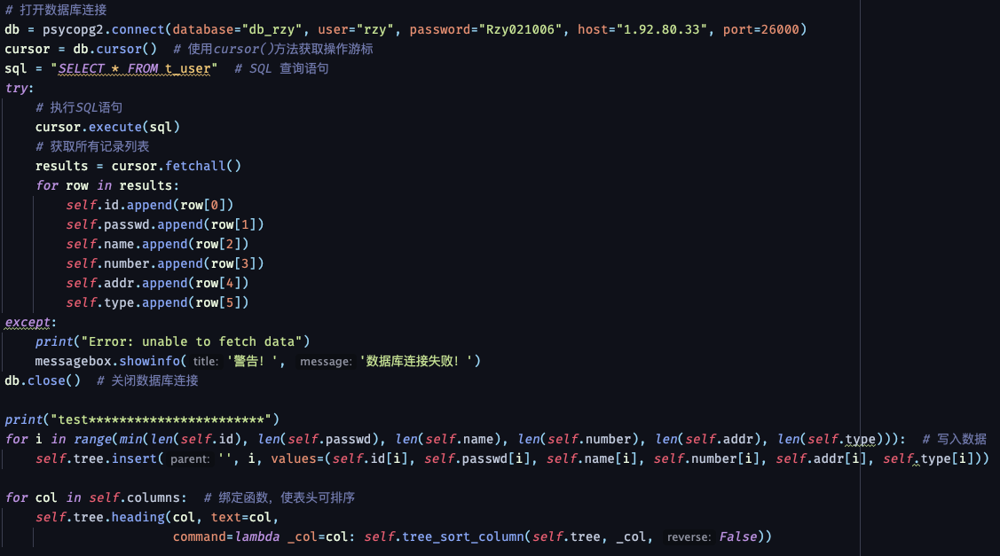 # 打开数据库连接
db = psycopg2.connect(database="db_rzy", user="rzy", password="Rzy021006", host="1.92.80.33", port=26000)
cursor = db.cursor()  # 使用cursor()方法获取操作游标
sql = "SELECT * FROM t_user"  # SQL 查询语句
try:
    # 执行SQL语句
    cursor.execute(sql)
    # 获取所有记录列表
    results = cursor.fetchall()
    for row in results:
        self.id.append(row[0])
        self.passwd.append(row[1])
        self.name.append(row[2])
        self.number.append(row[3])
        self.addr.append(row[4])
        self.type.append(row[5])
except:
    print("Error: unable to fetch data")
    messagebox.showinfo( title: '警告！', message: '数据库连接失败！')
db.close()  # 关闭数据库连接

print("test***********************")
for i in range(min(len(self.id), len(self.passwd), len(self.name), len(self.number), len(self.addr), len(self.type))):  # 写入数据
    self.tree.insert( parent: '', i, values=(self.id[i], self.passwd[i], self.name[i], self.number[i], self.addr[i], self.type[i]))

for col in self.columns:  # 绑定函数，使表头可排序
    self.tree.heading(col, text=col,
                      command=lambda _col=col: self.tree_sort_column(self.tree, _col, reverse: False))